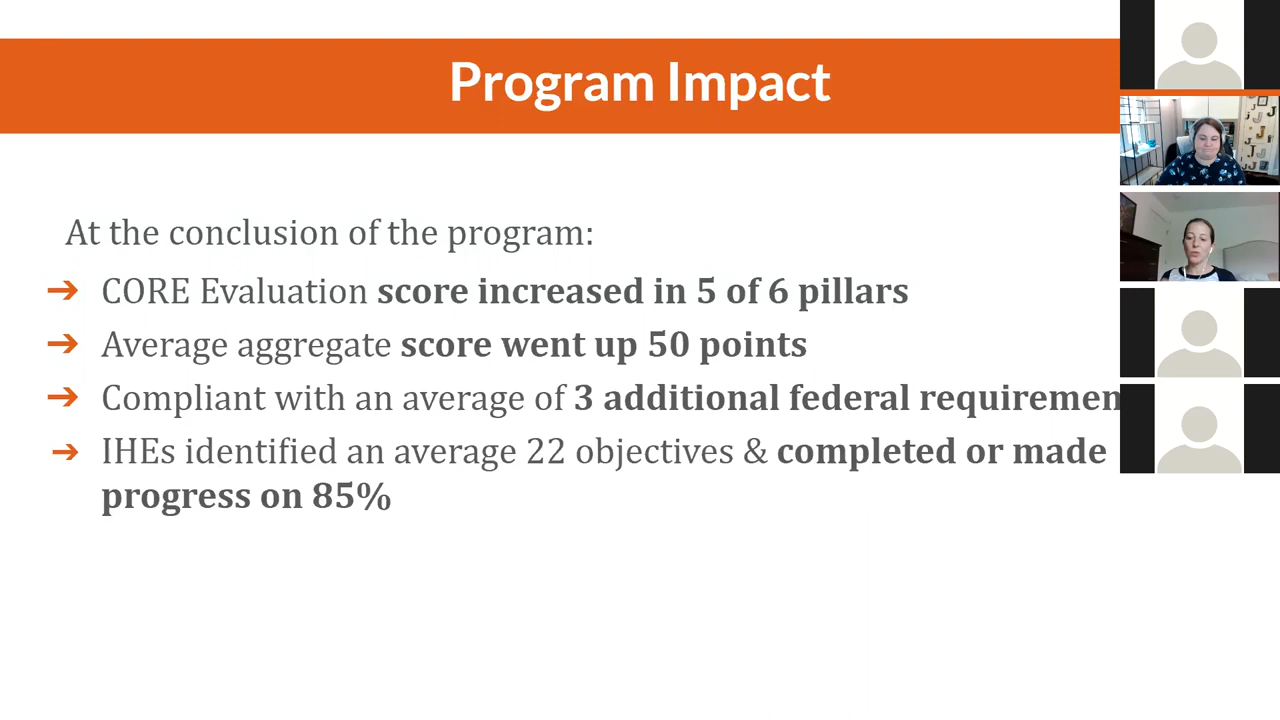 Program Impact
At the conclusion of the program:
➔ CORE Evaluation score increased in 5 of 6 pillars
➔ Average aggregate score went up 50 points
➔ Compliant with an average of 3 additional federal
➔ IHEs identified an average 22 objectives & completed or made
progress on 85%